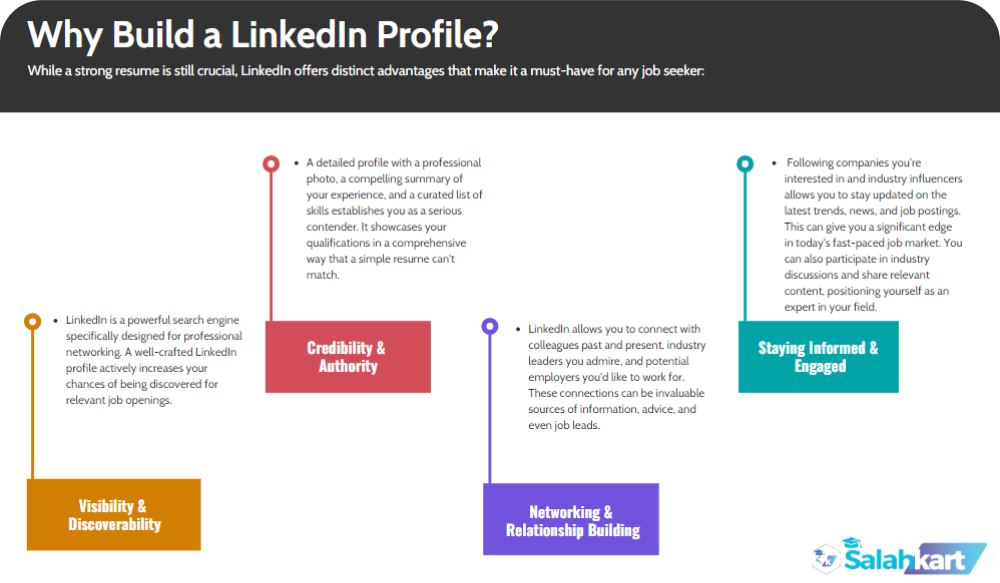 Why Build a LinkedIn Profile?
While a strong resume is still crucial, LinkedIn offers distinct advantages that make it a must-have for any job seeker:
• LinkedIn is a powerful search engine
specifically designed for professional
networking. A well-crafted LinkedIn
profile actively increases your
chances of being discovered for
relevant job openings.
Visibility &
Discoverability
• A detailed profile with a professional
photo, a compelling summary of
your experience, and a curated list of
skills establishes you as a serious
contender. It showcases your
qualifications in a comprehensive
way that a simple resume can't
match.
Credibility &
Authority
• LinkedIn allows you to connect with
colleagues past and present, industry
leaders you admire, and potential
employers you'd like to work for.
These connections can be invaluable
sources of information, advice, and
even job leads.
Networking &
Relationship Building
• Following companies you're
interested in and industry influencers
allows you to stay updated on the
latest trends, news, and job postings.
This can give you a significant edge
in today's fast-paced job market. You
can also participate in industry
discussions and share relevant
content, positioning yourself as an
expert in your field.
Staying Informed &
Engaged
Salahkart